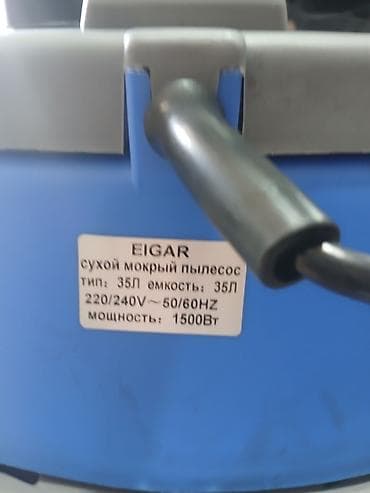 EIGAR
сухой мокрый пылесос
тип: 35Л емкость: 35Л
220/240V~50/60HZ
мощность: 1500Вт